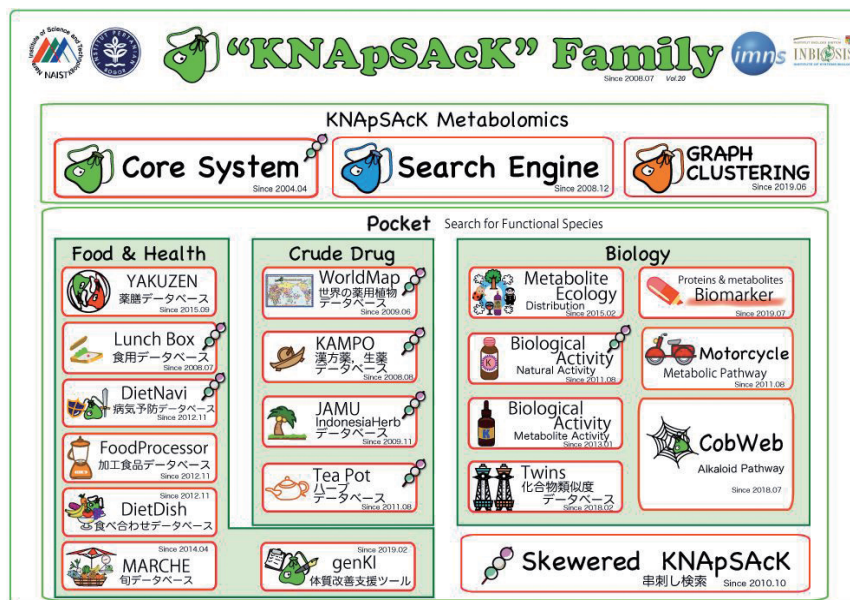 Nara Institute of Science and Technology
NAIST
INSTITUT PERTANIAN
BOGOR
"KNApSAcK" Family
Since 2008.07 Vol.20
imns
INBIOSIS
KNApSAcK Metabolomics
Core System
Since 2004.04
Search Engine
Since 2008.12
GRAPH
CLUSTERING
Since 2019.06
Pocket Search for Functional Species
Food & Health
YAKUZEN
薬膳データベース
Since 2015.09
Lunch Box
食用データベース
Since 2008.07
DietNavi
病気予防データベース
Since 2012.11
FoodProcessor
加工食品データベース
Since 2012.11
Since 2012.11
DietDish
食べ合わせデータベース
Since 2014.04
MARCHE
旬データベース
Crude Drug
WorldMap
世界の薬用植物
データベース
Since 2009.06
KAMPO
漢方薬，生薬
データベース
Since 2008.08
JAMU
IndonesiaHerb
データベース
Since 2009.11
Tea Pot
ハーブ
データベース
Since 2011.08
Since 2019.02
genKI
体質改善支援ツール
Biology
Metabolite
Ecology
Distribution
Since 2015.02
Biological
Activity
Natural Activity
Since 2011.08
Biological
Activity
Metabolite Activity
Since 2013.01
Twins
化合物類似度
データベース
Since 2018.02
Proteins & metabolites
Biomarker
Since 2019.07
Motorcycle
Metabolic Pathway
Since 2011.08
CobWeb
Alkaloid Pathway
Since 2018.07
Skewered KNApSAcK
串刺し検索 Since 2010.10